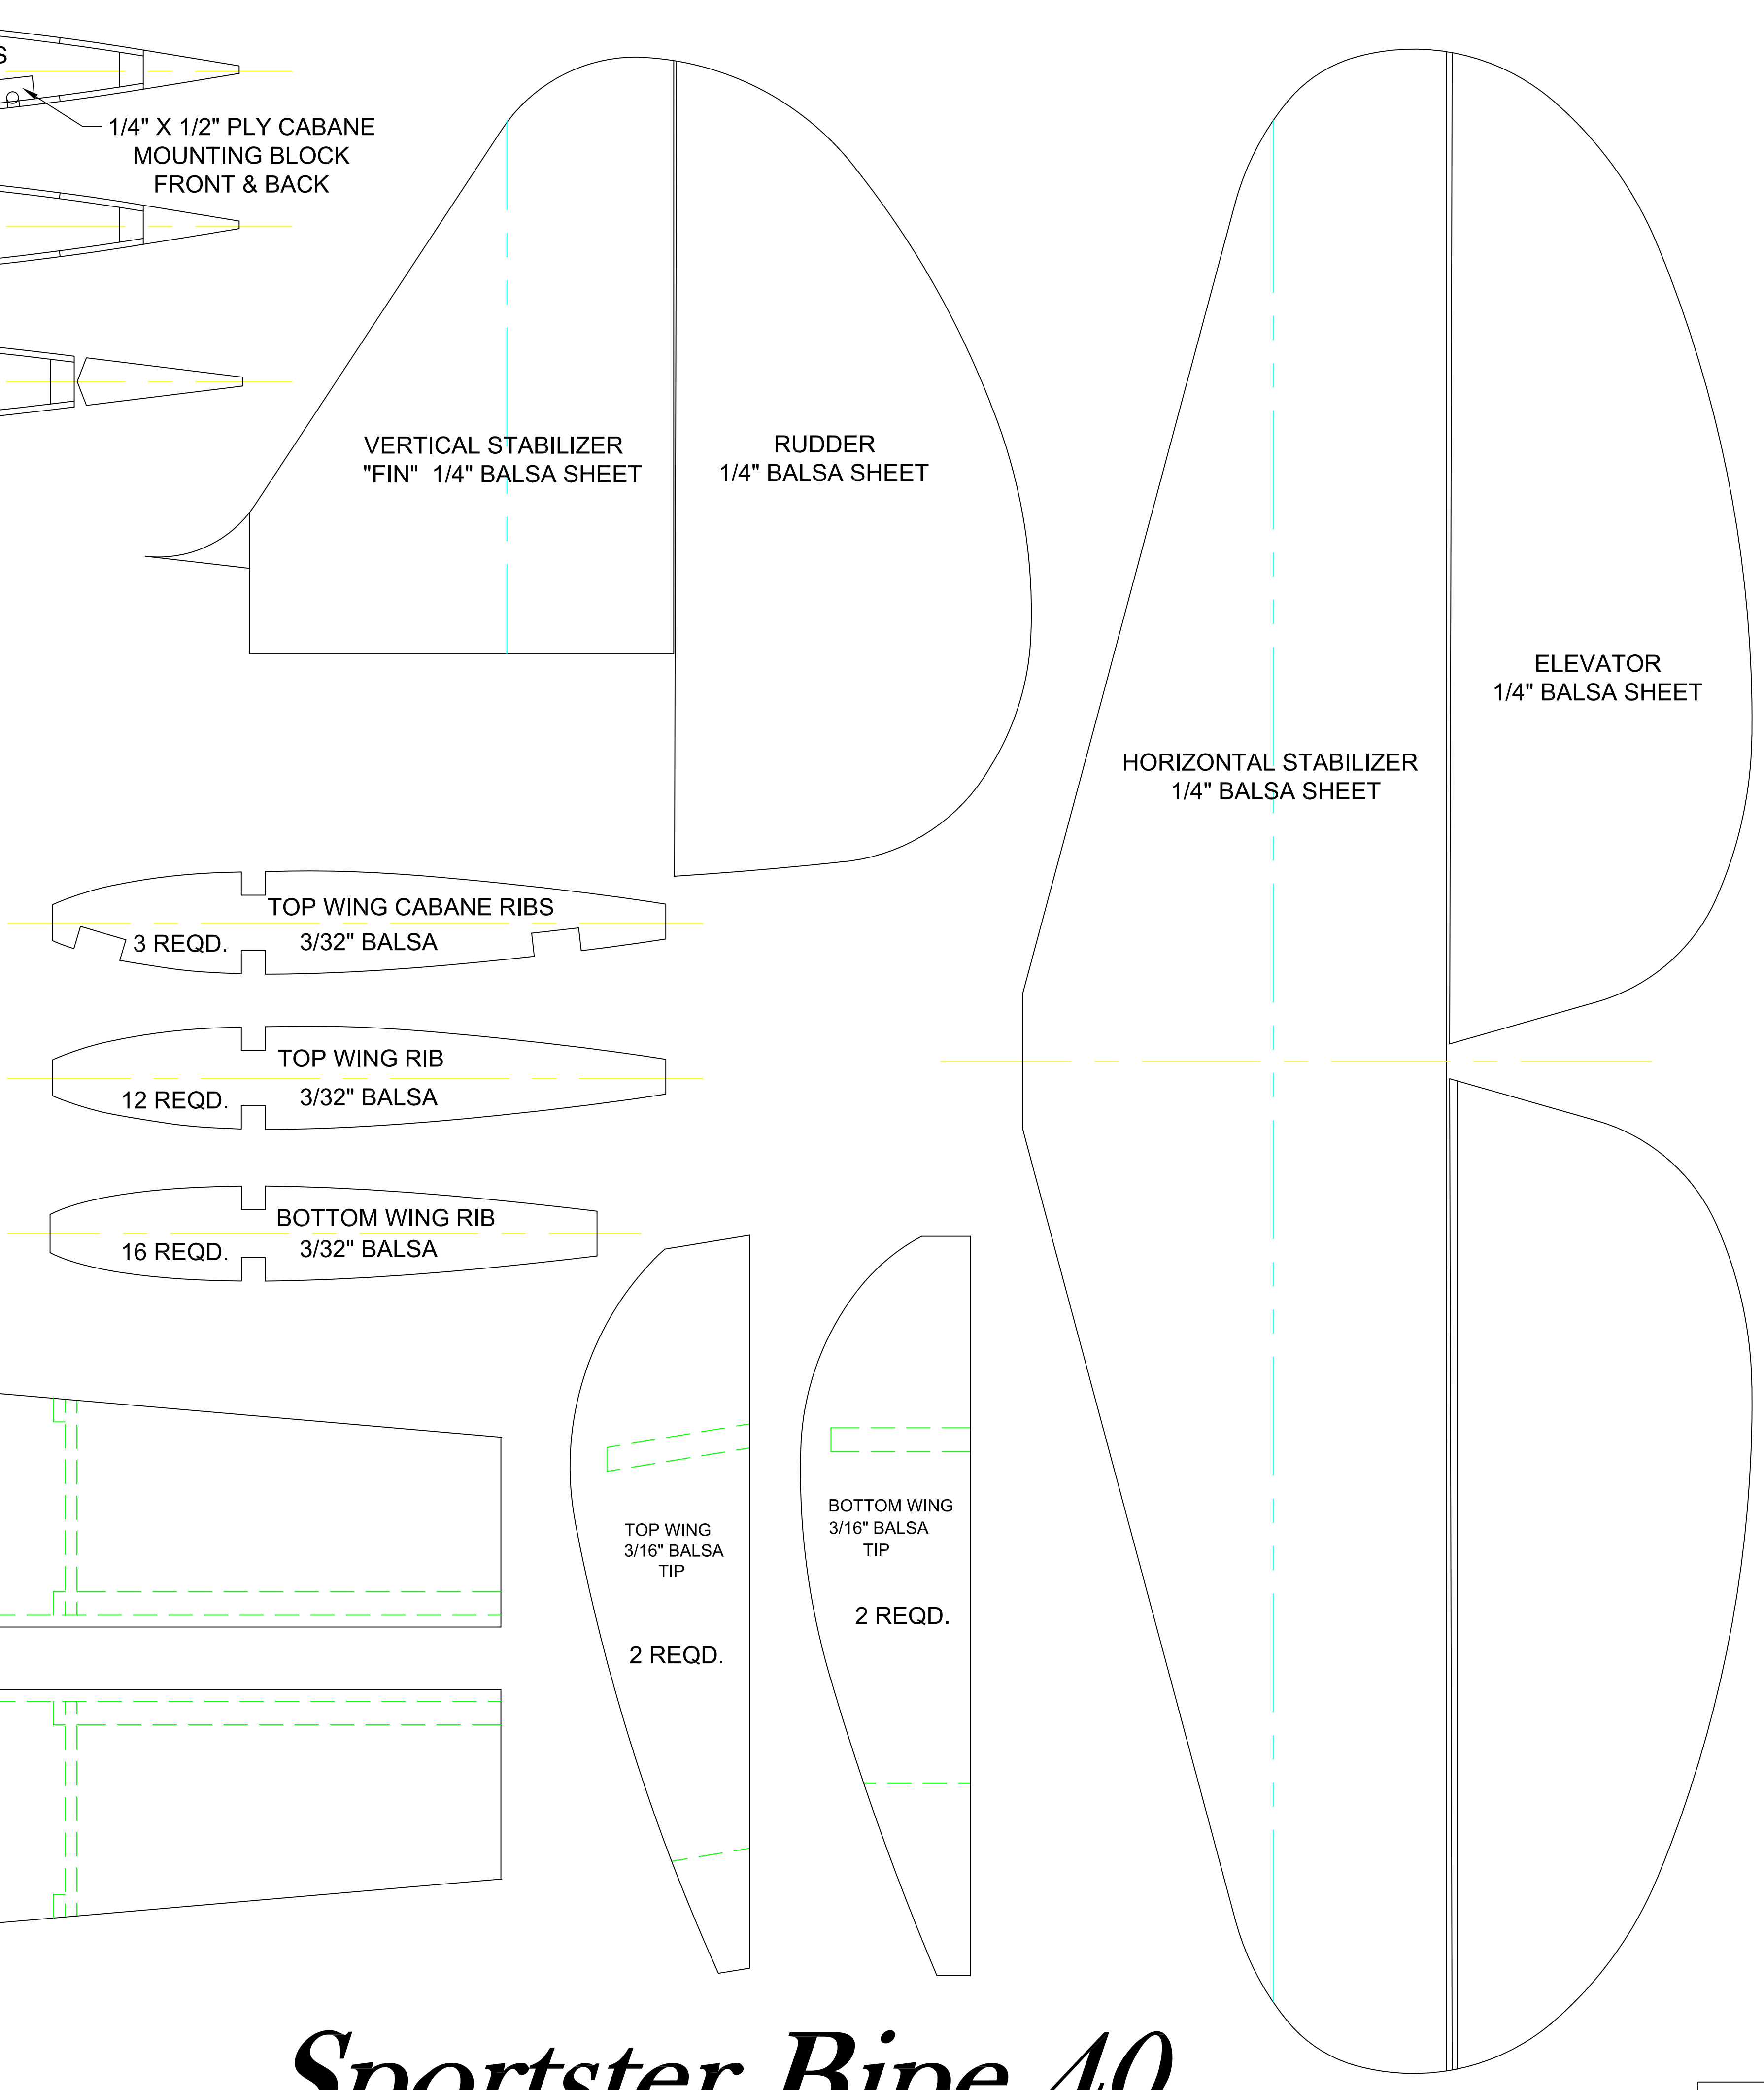 S
1/4" X 1/2" PLY CABANE
MOUNTING BLOCK
FRONT & BACK
VERTICAL STABILIZER
"FIN" 1/4" BALSA SHEET
RUDDER
1/4" BALSA SHEET
ELEVATOR
1/4" BALSA SHEET
HORIZONTAL STABILIZER
1/4" BALSA SHEET
TOP WING CABANE RIBS
3 REQD. 3/32" BALSA
TOP WING RIB
12 REQD. 3/32" BALSA
BOTTOM WING RIB
16 REQD. 3/32" BALSA
TOP WING
3/16" BALSA
TIP
2 REQD.
BOTTOM WING
3/16" BALSA
TIP
2 REQD.
Sportster Bipe 40